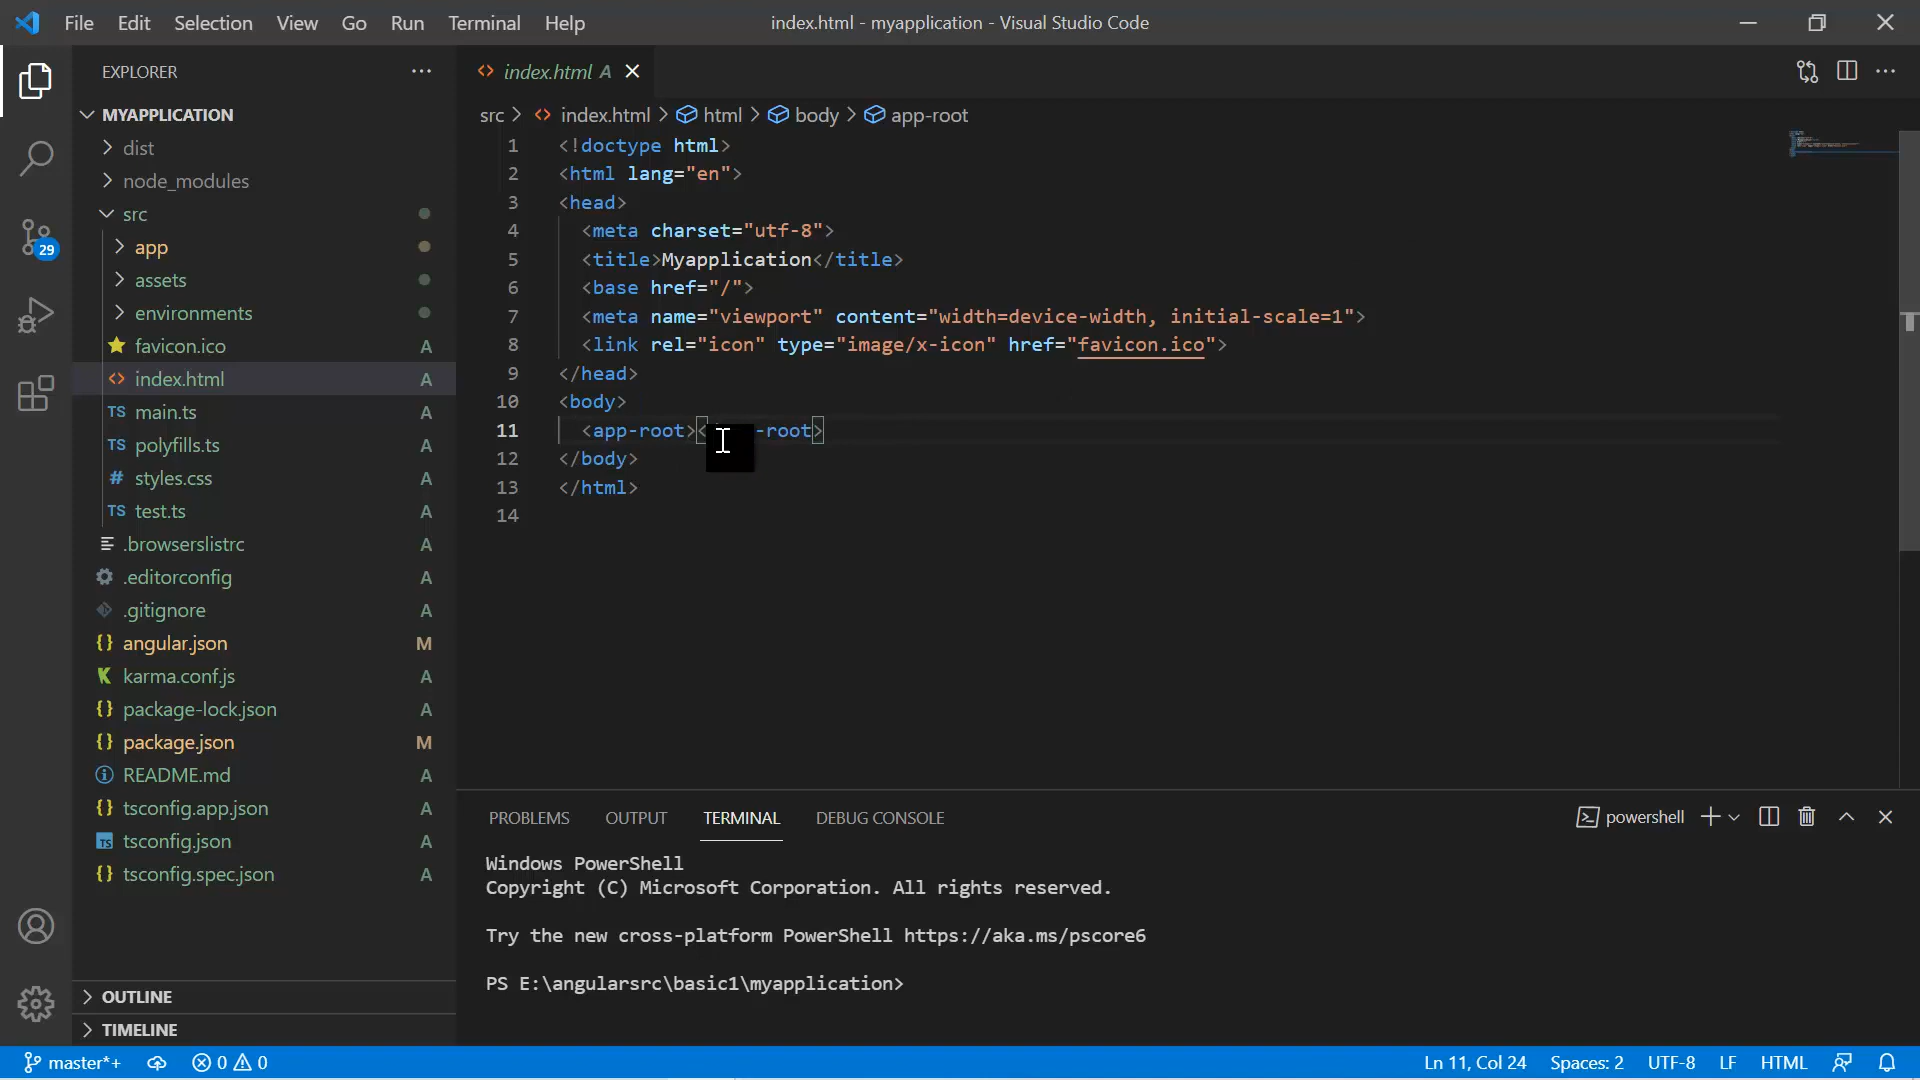 File Edit Selection View Go Run Terminal Help
index.html - myapplication - Visual Studio Code
EXPLORER
MYAPPLICATION
dist
node_modules
src
app
assets
environments
favicon.ico A
index.html A
main.ts A
polyfills.ts A
styles.css A
test.ts A
.browserslistrc A
.editorconfig A
.gitignore A
angular.json M
karma.conf.js A
package-lock.json A
package.json M
README.md A
tsconfig.app.json A
tsconfig.json A
tsconfig.spec.json A
OUTLINE
TIMELINE
29
index.html A
src > index.html > html > body > app-root
1 <!doctype html>
2 <html lang="en">
3 <head>
4 <meta charset="utf-8">
5 <title>Myapplication</title>
6 <base href="/">
7 <meta name="viewport" content="width=device-width, initial-scale=1">
8 <link rel="icon" type="image/x-icon" href="favicon.ico">
9 </head>
10 <body>
11 <app-root>< -root>
12 </body>
13 </html>
14
PROBLEMS OUTPUT TERMINAL DEBUG CONSOLE
powershell
Windows PowerShell
Copyright (C) Microsoft Corporation. All rights reserved.
Try the new cross-platform PowerShell https://aka.ms/pscore6
PS E:\angularsrc\basic1\myapplication>
master*+ 0 0
Ln 11, Col 24 Spaces: 2 UTF-8 LF HTML